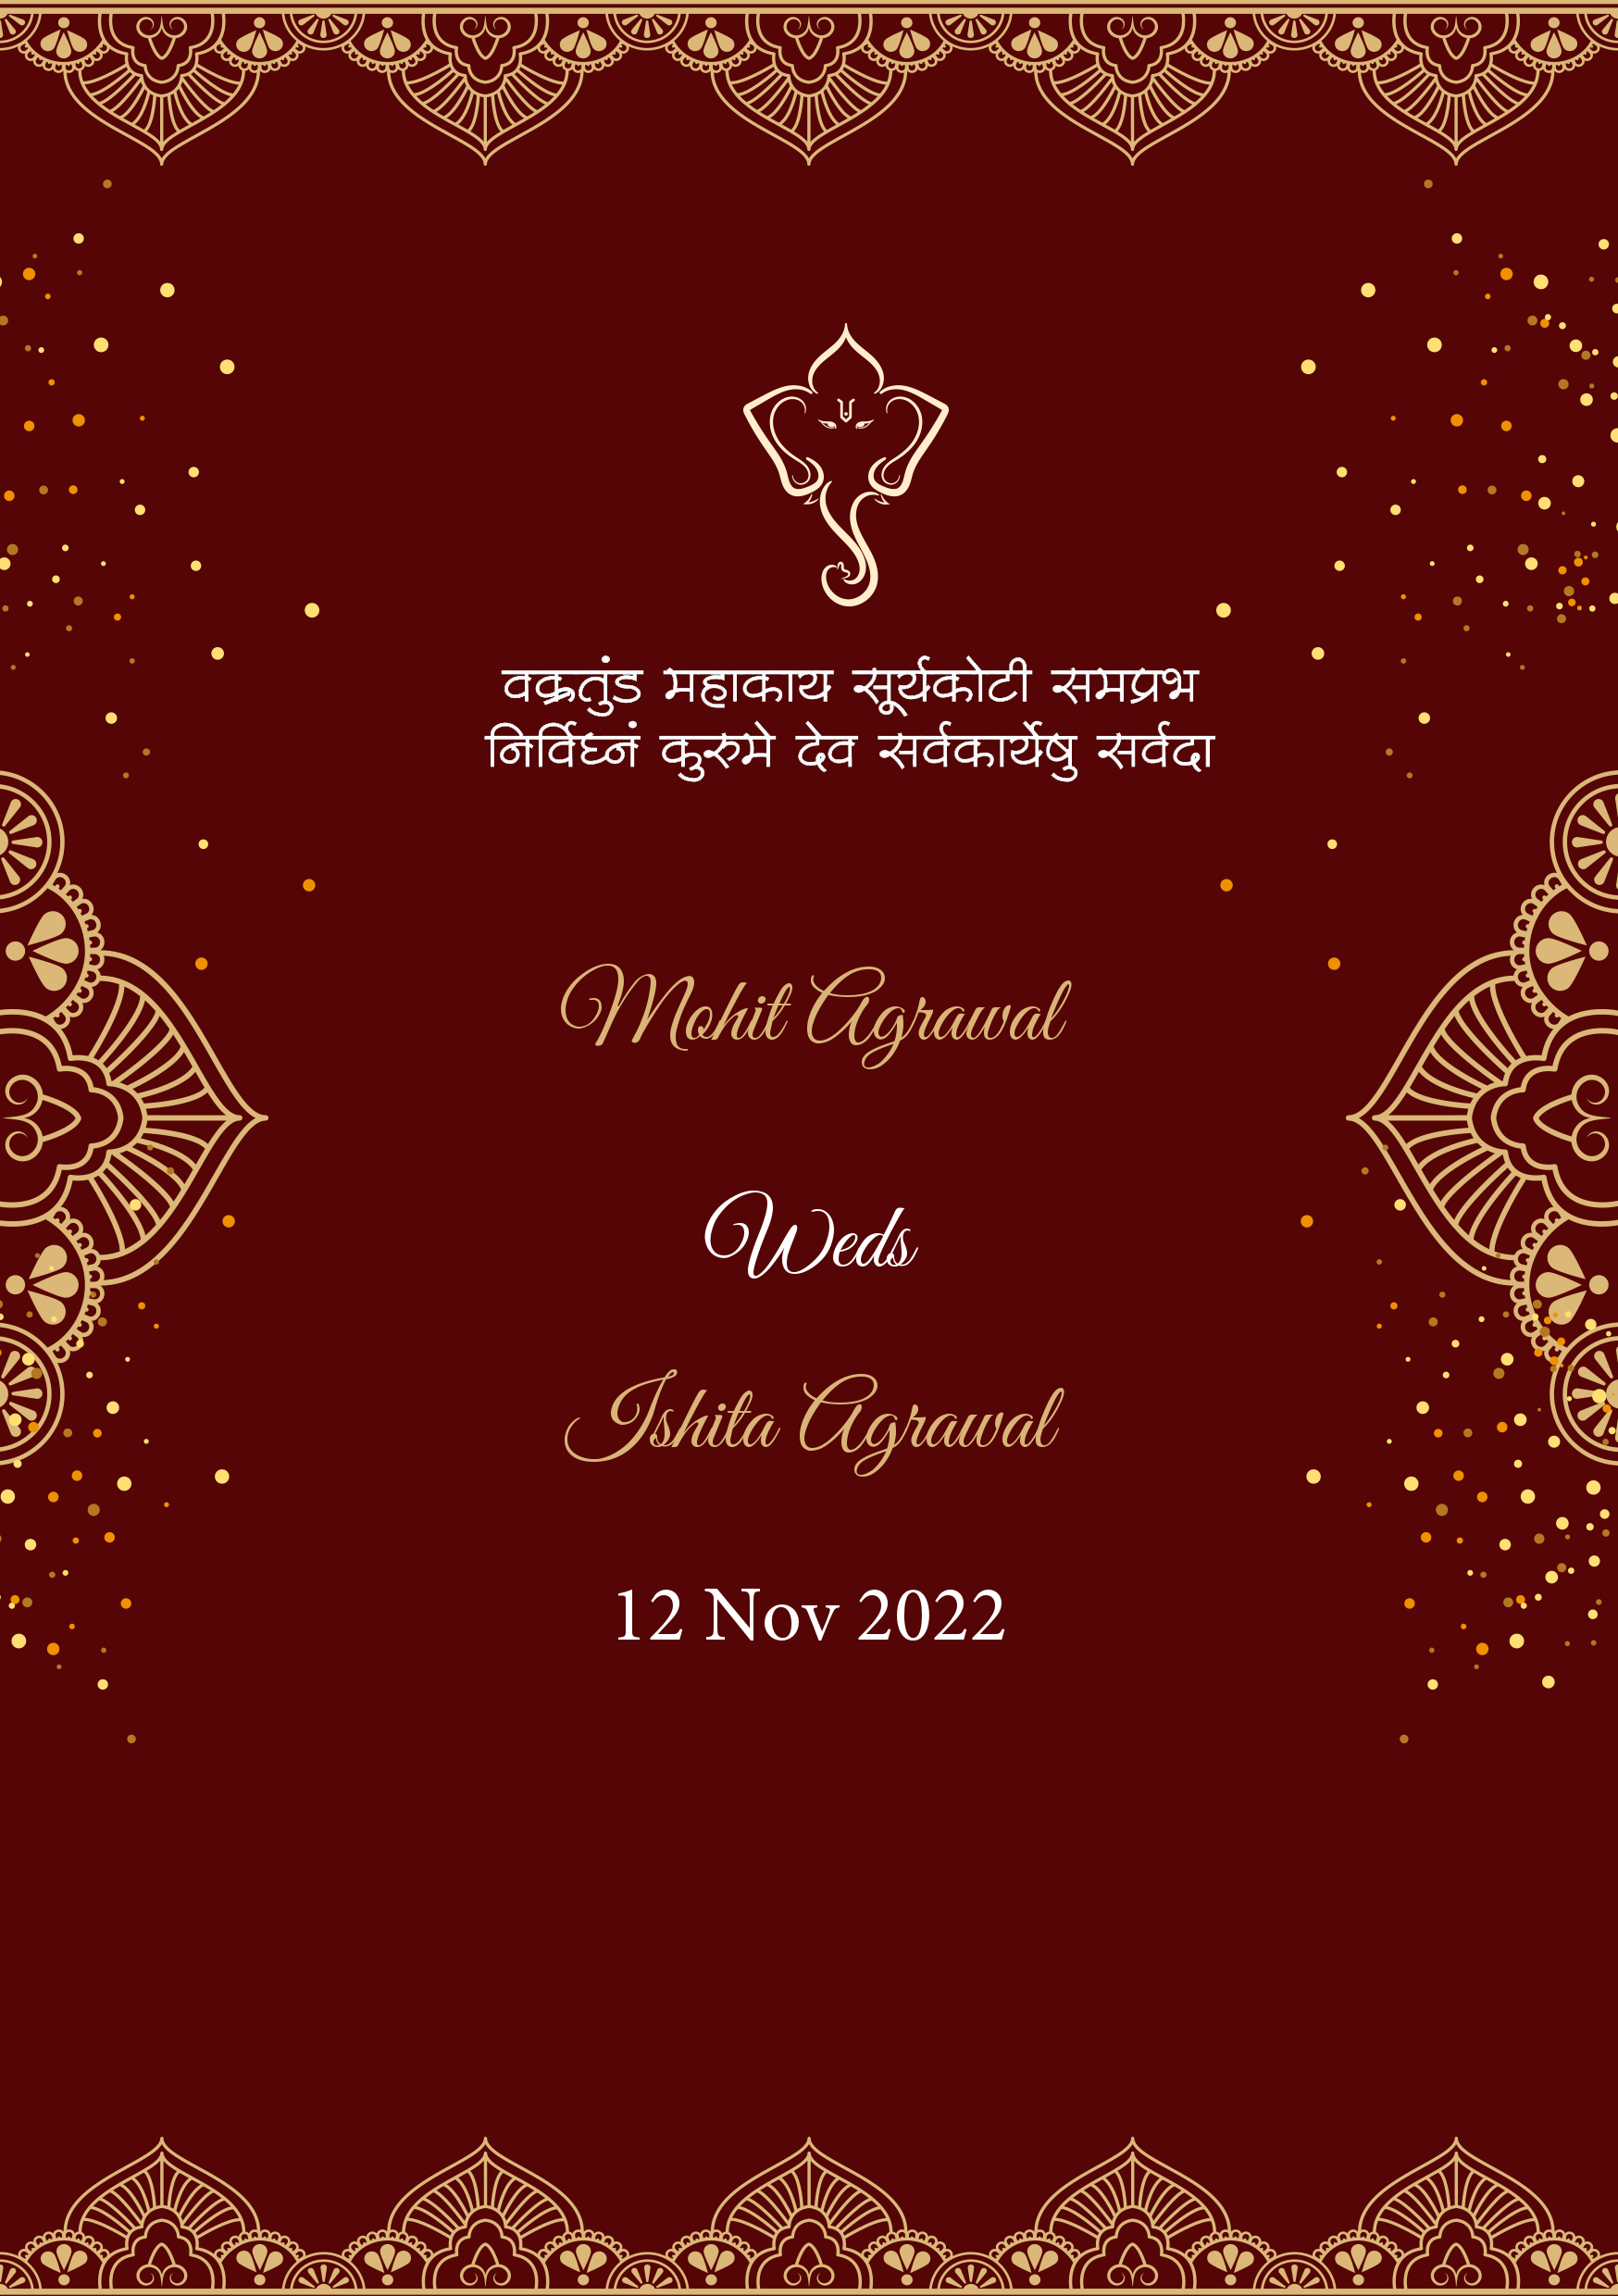 वक्रतुंड महाकाय सूर्यकोटी समप्रभ
निर्विघ्नं कुरुमे देव सर्वकार्येषु सर्वदा
Mohit Agrawal
Weds
Ishita Agrawal
12 Nov 2022